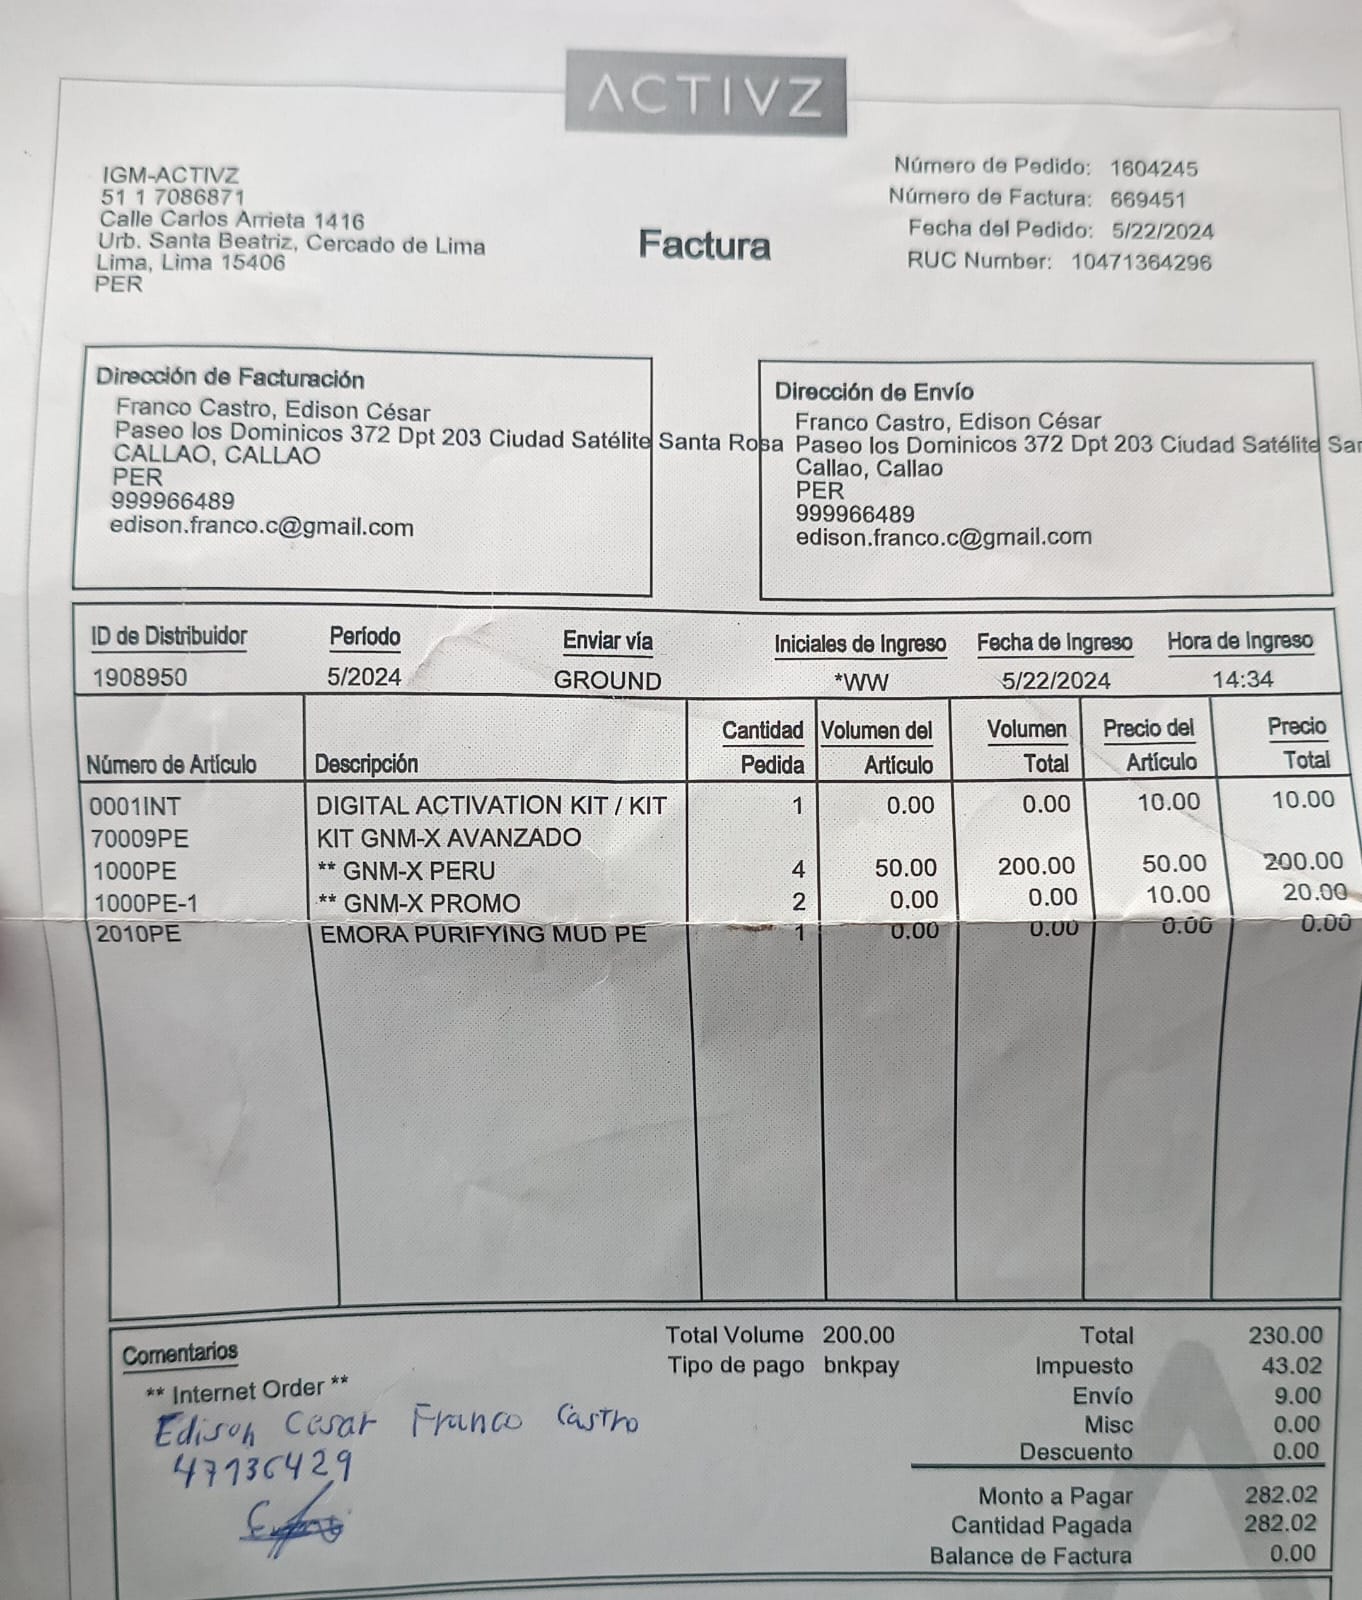 ACTIVZ
IGM-ACTIVZ
51 1 7086871
Calle Carlos Arrieta 1416
Urb. Santa Beatriz, Cercado de Lima
Lima, Lima 15406
PER
Factura
Número de Pedido: 1604245
Número de Factura: 669451
Fecha del Pedido: 5/22/2024
RUC Number: 10471364296
Dirección de Facturación
Franco Castro, Edison César
Paseo los Dominicos 372 Dpt 203 Ciudad Satélite Santa Rosa
CALLAO, CALLAO
PER
999966489
edison.franco.c@gmail.com
Dirección de Envío
Franco Castro, Edison César
Paseo los Dominicos 372 Dpt 203 Ciudad Satélite Sar
Callao, Callao
PER
999966489
edison.franco.c@gmail.com
ID de Distribuidor Período Enviar vía Iniciales de Ingreso Fecha de Ingreso Hora de Ingreso
1908950 5/2024 GROUND *WW 5/22/2024 14:34
Número de Artículo Descripción Cantidad Pedida Volumen del Artículo Volumen Total Precio del Artículo Precio Total
0001INT DIGITAL ACTIVATION KIT / KIT 1 0.00 0.00 10.00 10.00
70009PE KIT GNM-X AVANZADO
1000PE ** GNM-X PERU 4 50.00 200.00 50.00 200.00
1000PE-1 ** GNM-X PROMO 2 0.00 0.00 10.00 20.00
2010PE EMORA PURIFYING MUD PE 1 0.00 0.00 0.00 0.00
Comentarios
** Internet Order **
Edison Cesar Franco Castro
47136429
Total Volume 200.00
Tipo de pago bnkpay
Total 230.00
Impuesto 43.02
Envío 9.00
Misc 0.00
Descuento 0.00
Monto a Pagar 282.02
Cantidad Pagada 282.02
Balance de Factura 0.00